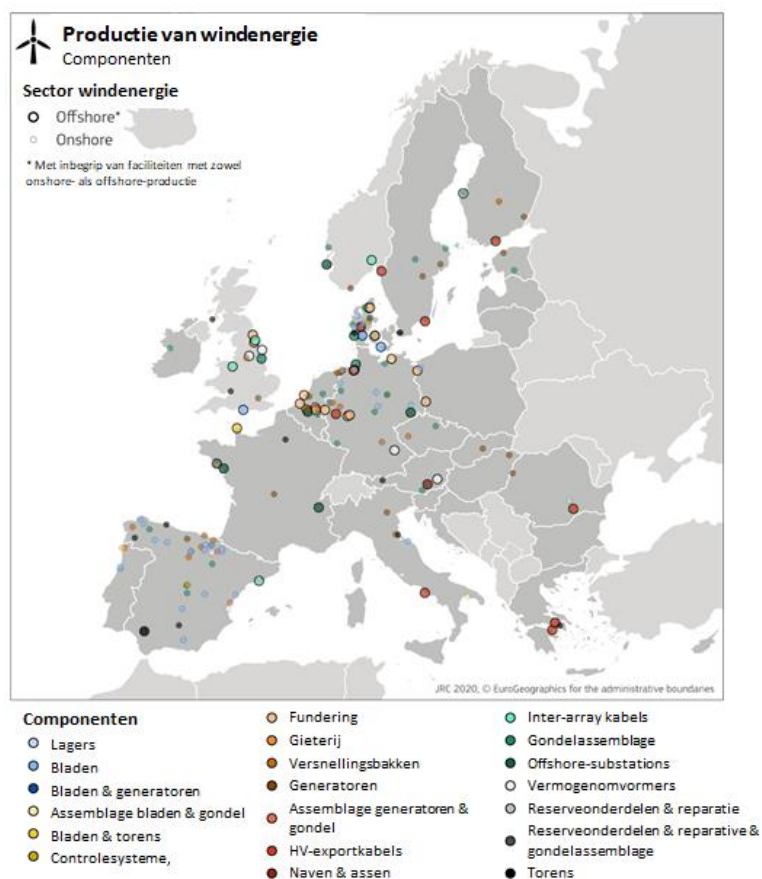 Productie van windenergie
Componenten
Sector windenergie
Offshore*
Onshore
* Met inbegrip van faciliteiten met zowel
onshore- als offshore-productie
JRC 2020, © EuroGeographics for the administrative boundaries
Componenten
Lagers
Bladen
Bladen & generatoren
Assemblage bladen & gondel
Bladen & torens
Controlesysteme,
Fundering
Gieterij
Versnellingsbakken
Generatoren
Assemblage generatoren &
gondel
HV-exportkabels
Naven & assen
Inter-array kabels
Gondelassemblage
Offshore-substations
Vermogenomvormers
Reserveonderdelen & reparatie
Reserveonderdelen & reparative &
gondelassemblage
Torens